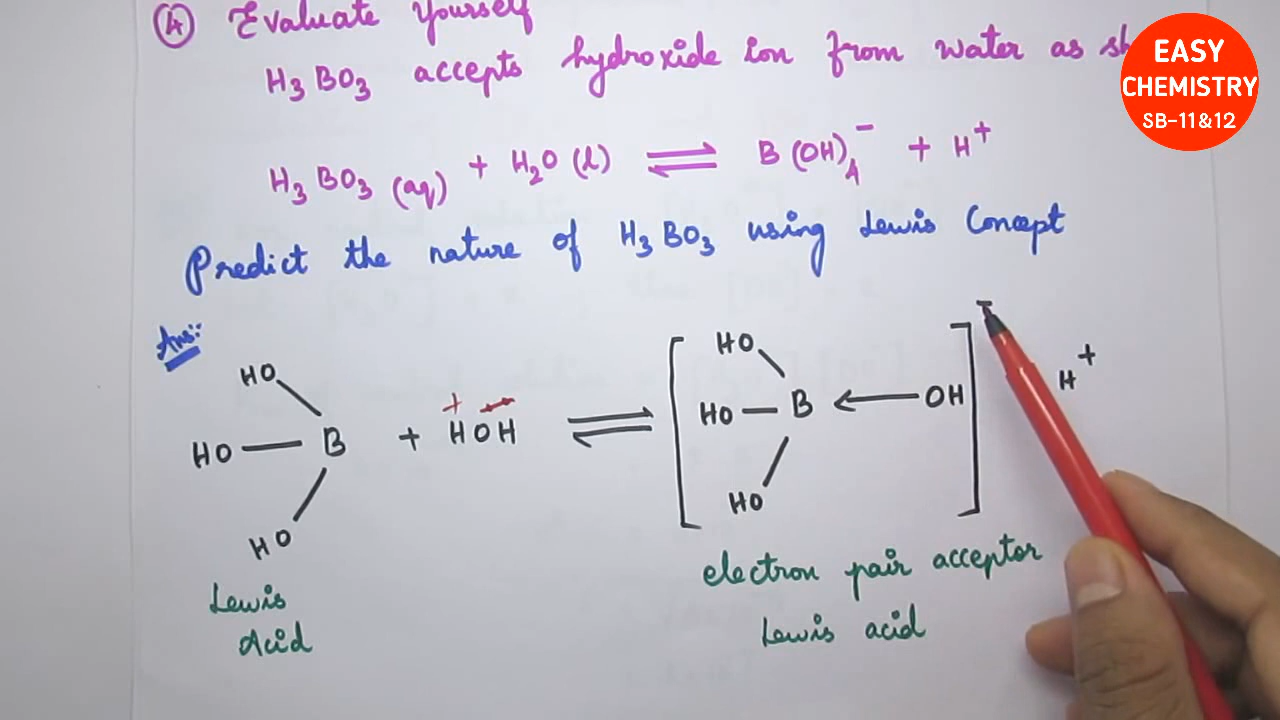 ④ Evaluate Yourself
H₃BO₃ accepts hydroxide ion from water as
EASY
CHEMISTRY
SB-11&12
H₃BO₃ (aq) + H₂O (l) ⇌ B(OH)₄⁻ + H⁺
Predict the nature of H₃BO₃ using Lewis Concept
Ans:
HO
HO — B + H⁺ OH⁻ ⇌
HO
[HO
HO — B ← OH]⁻ H⁺
HO
Lewis
Acid
electron pair acceptor
Lewis acid